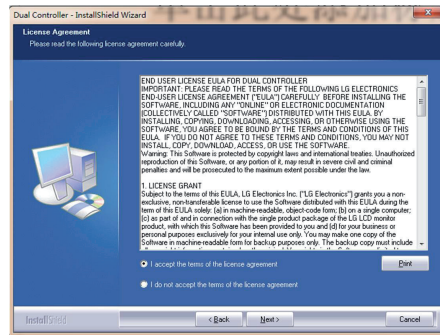 Dual Controller - InstallShield Wizard
License Agreement
Please read the following license agreement carefully.
END USER LICENSE EULA FOR DUAL CONTROLLER
IMPORTANT: PLEASE READ THE TERMS OF THE FOLLOWING LG ELECTRONICS
END-USER LICENSE AGREEMENT ("EULA") CAREFULLY BEFORE INSTALLING THE
SOFTWARE, INCLUDING ANY "ONLINE" OR ELECTRONIC DOCUMENTATION
(COLLECTIVELY CALLED "SOFTWARE") DISTRIBUTED WITH THIS EULA. BY
INSTALLING, COPYING, DOWNLOADING, ACCESSING, OR OTHERWISE USING THE
SOFTWARE, YOU AGREE TO BE BOUND BY THE TERMS AND CONDITIONS OF THIS
EULA. IF YOU DO NOT AGREE TO THESE TERMS AND CONDITIONS, YOU MAY NOT
INSTALL, COPY, DOWNLOAD, ACCESS, OR USE THE SOFTWARE.
Warning: This Software is protected by copyright laws and international treaties. Unauthorized
reproduction of this Software, or any portion of it, may result in severe civil and criminal
penalties and will be prosecuted to the maximum extent possible under the law.
1. LICENSE GRANT
Subject to the terms of this EULA, LG Electronics Inc. ("LG Electronics") grants you a non-
exclusive, non-transferable license to use the Software distributed with this EULA during the
term of this EULA solely: (a) in machine-readable, object-code form; (b) on a single computer;
(c) as part of and in connection with the single product package of the LG LCD monitor
product, with which this Software has been provided to you and (d) for your business or
personal purposes exclusively for your internal use only. You may make one copy of the
Software in machine-readable form for backup purposes only. The backup copy must include
I accept the terms of the license agreement
Print
I do not accept the terms of the license agreement
InstallShield
< Back
Next >
Cancel